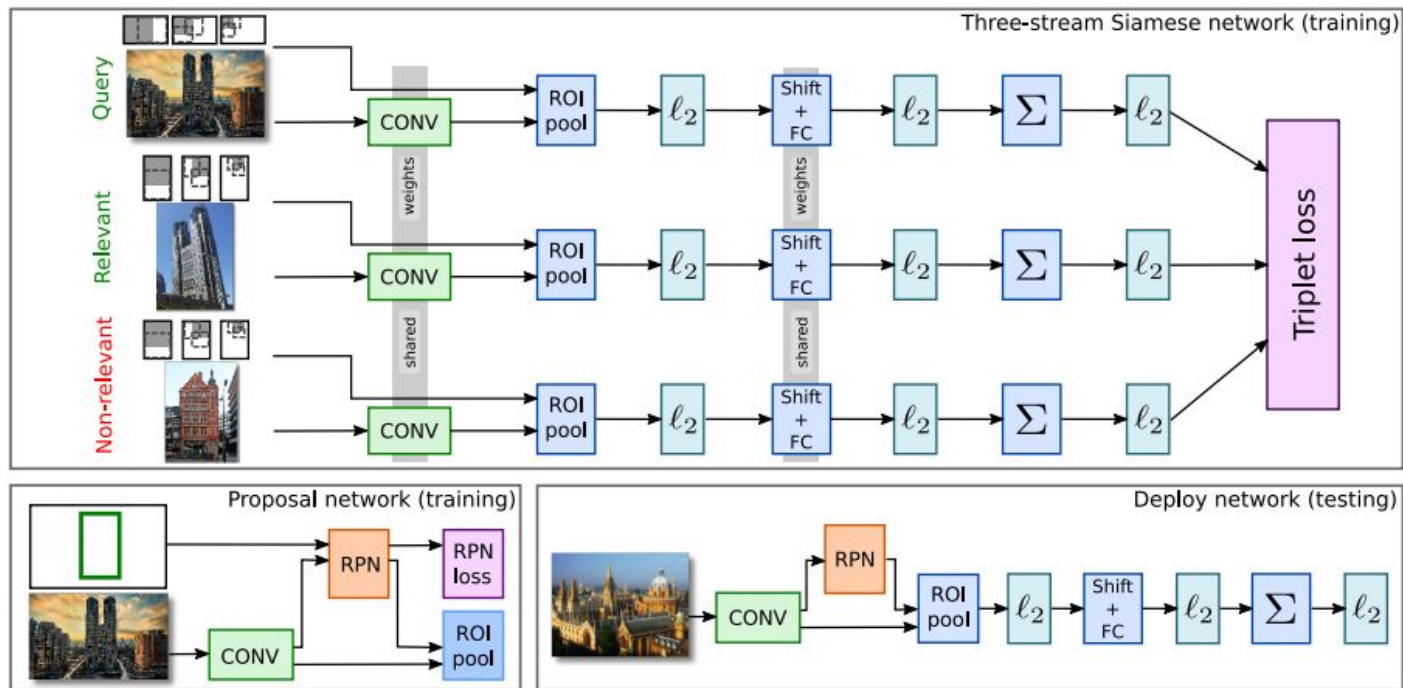 Three-stream Siamese network (training)
Query
CONV
ROI
pool
ℓ2
Shift
+
FC
ℓ2
Σ
ℓ2
weights
weights
Relevant
CONV
ROI
pool
ℓ2
Shift
+
FC
ℓ2
Σ
ℓ2
Triplet loss
shared
shared
Non-relevant
CONV
ROI
pool
ℓ2
Shift
+
FC
ℓ2
Σ
ℓ2
Proposal network (training)
RPN
RPN
loss
CONV
ROI
pool
Deploy network (testing)
CONV
RPN
ROI
pool
ℓ2
Shift
+
FC
ℓ2
Σ
ℓ2